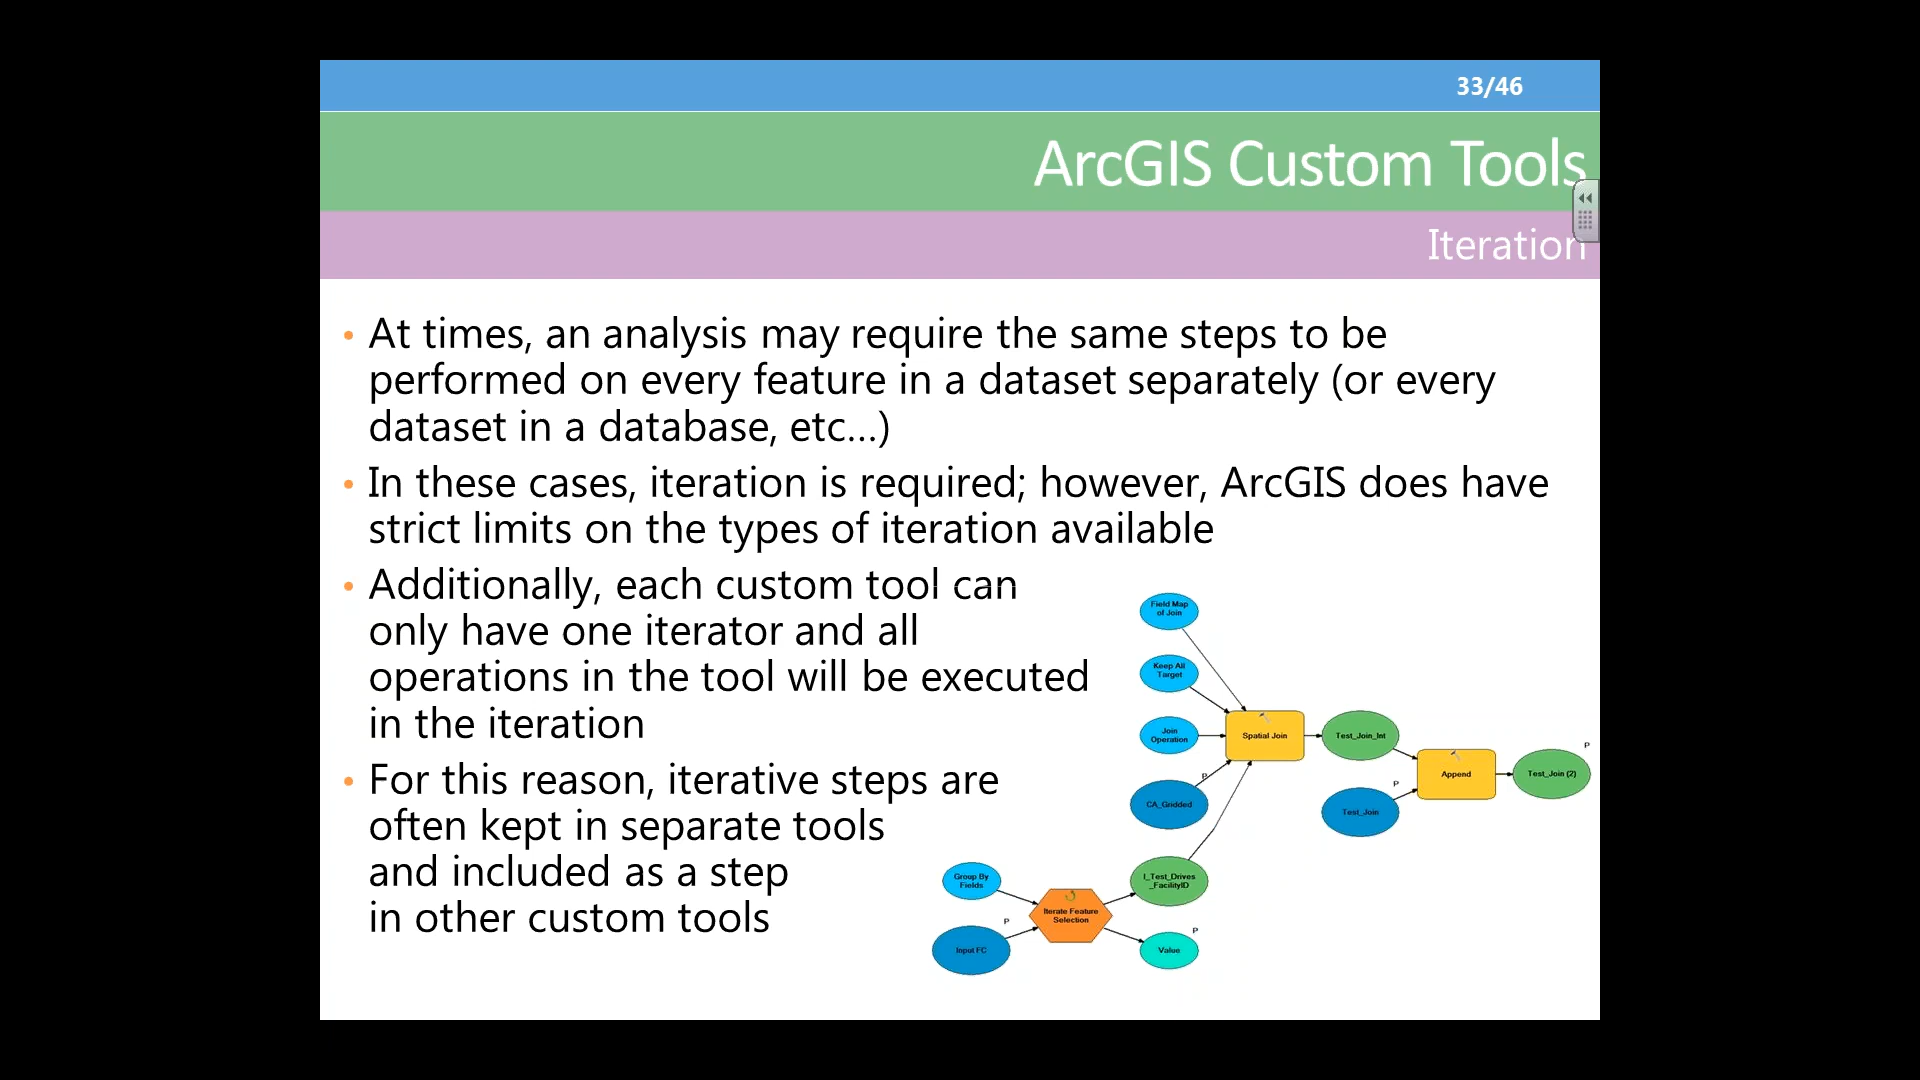 33/46
ArcGIS Custom Tools
Iteration
• At times, an analysis may require the same steps to be
performed on every feature in a dataset separately (or every
dataset in a database, etc...)
• In these cases, iteration is required; however, ArcGIS does have
strict limits on the types of iteration available
• Additionally, each custom tool can
only have one iterator and all
operations in the tool will be executed
in the iteration
• For this reason, iterative steps are
often kept in separate tools
and included as a step
in other custom tools
Field Map
of Join
Keep All
Target
Join
Operation
Spatial Join
Test_Join_Int
P
CA_Gridded
P
Append
Test_Join (2)
P
Test_Join
Group By
Fields
Iterate Feature
Selection
I_Test_Drives
_FacilityID
P
Input FC
Value
P